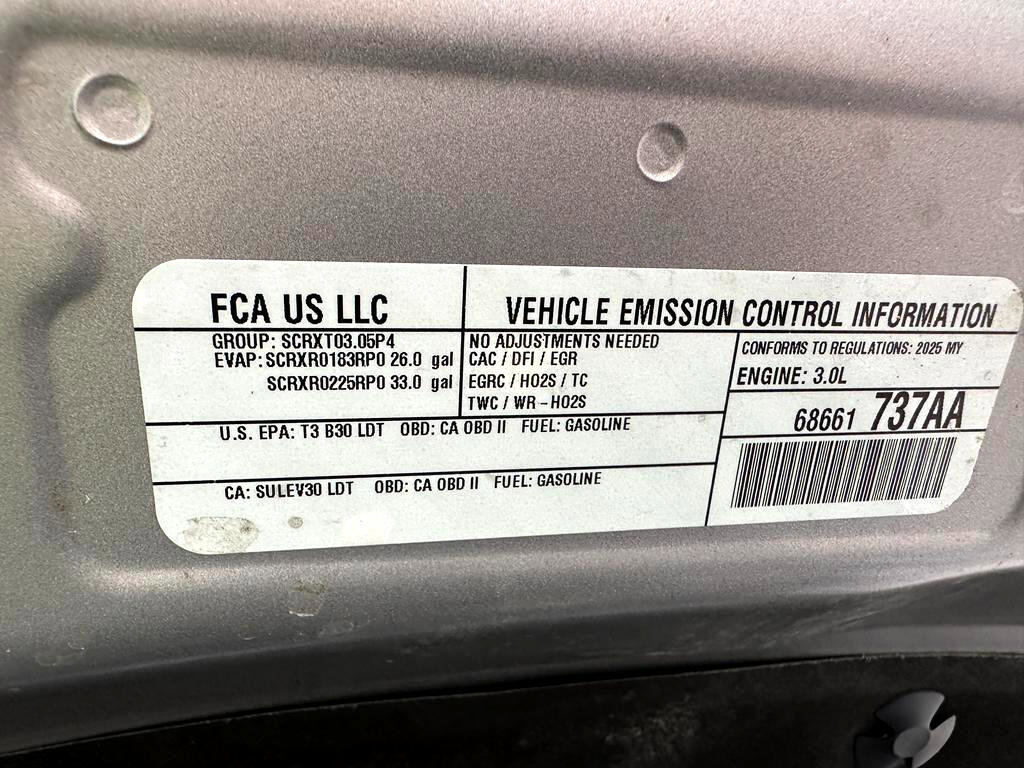 FCA US LLC
VEHICLE EMISSION CONTROL INFORMATION
GROUP: SCRXT03.05P4
EVAP: SCRXR0183RP0 26.0 gal
SCRXR0225RP0 33.0 gal
NO ADJUSTMENTS NEEDED
CAC / DFI / EGR
EGRC / HO2S / TC
TWC / WR-HO2S
CONFORMS TO REGULATIONS: 2025 MY
ENGINE: 3.0L
68661 737AA
U.S. EPA: T3 B30 LDT OBD: CA OBD II FUEL: GASOLINE
CA: SULEV30 LDT OBD: CA OBD II FUEL: GASOLINE